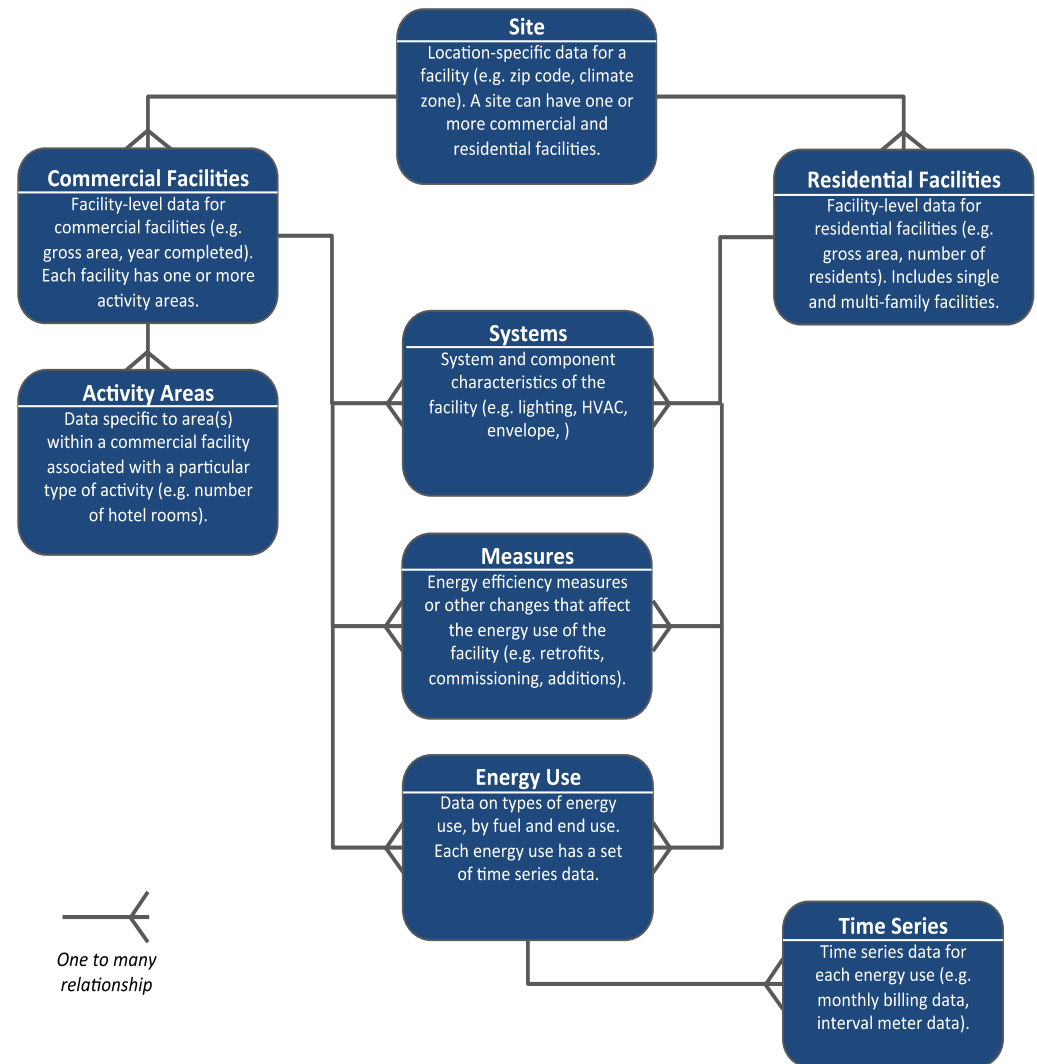 Site
Location-specific data for a
facility (e.g. zip code, climate
zone). A site can have one or
more commercial and
residential facilities.
Commercial Facilities
Facility-level data for
commercial facilities (e.g.
gross area, year completed).
Each facility has one or more
activity areas.
Residential Facilities
Facility-level data for
residential facilities (e.g.
gross area, number of
residents). Includes single
and multi-family facilities.
Systems
System and component
characteristics of the
facility (e.g. lighting, HVAC,
envelope, )
Activity Areas
Data specific to area(s)
within a commercial facility
associated with a particular
type of activity (e.g. number
of hotel rooms).
Measures
Energy efficiency measures
or other changes that affect
the energy use of the
facility (e.g. retrofits,
commissioning, additions).
Energy Use
Data on types of energy
use, by fuel and end use.
Each energy use has a set
of time series data.
One to many
relationship
Time Series
Time series data for
each energy use (e.g.
monthly billing data,
interval meter data).